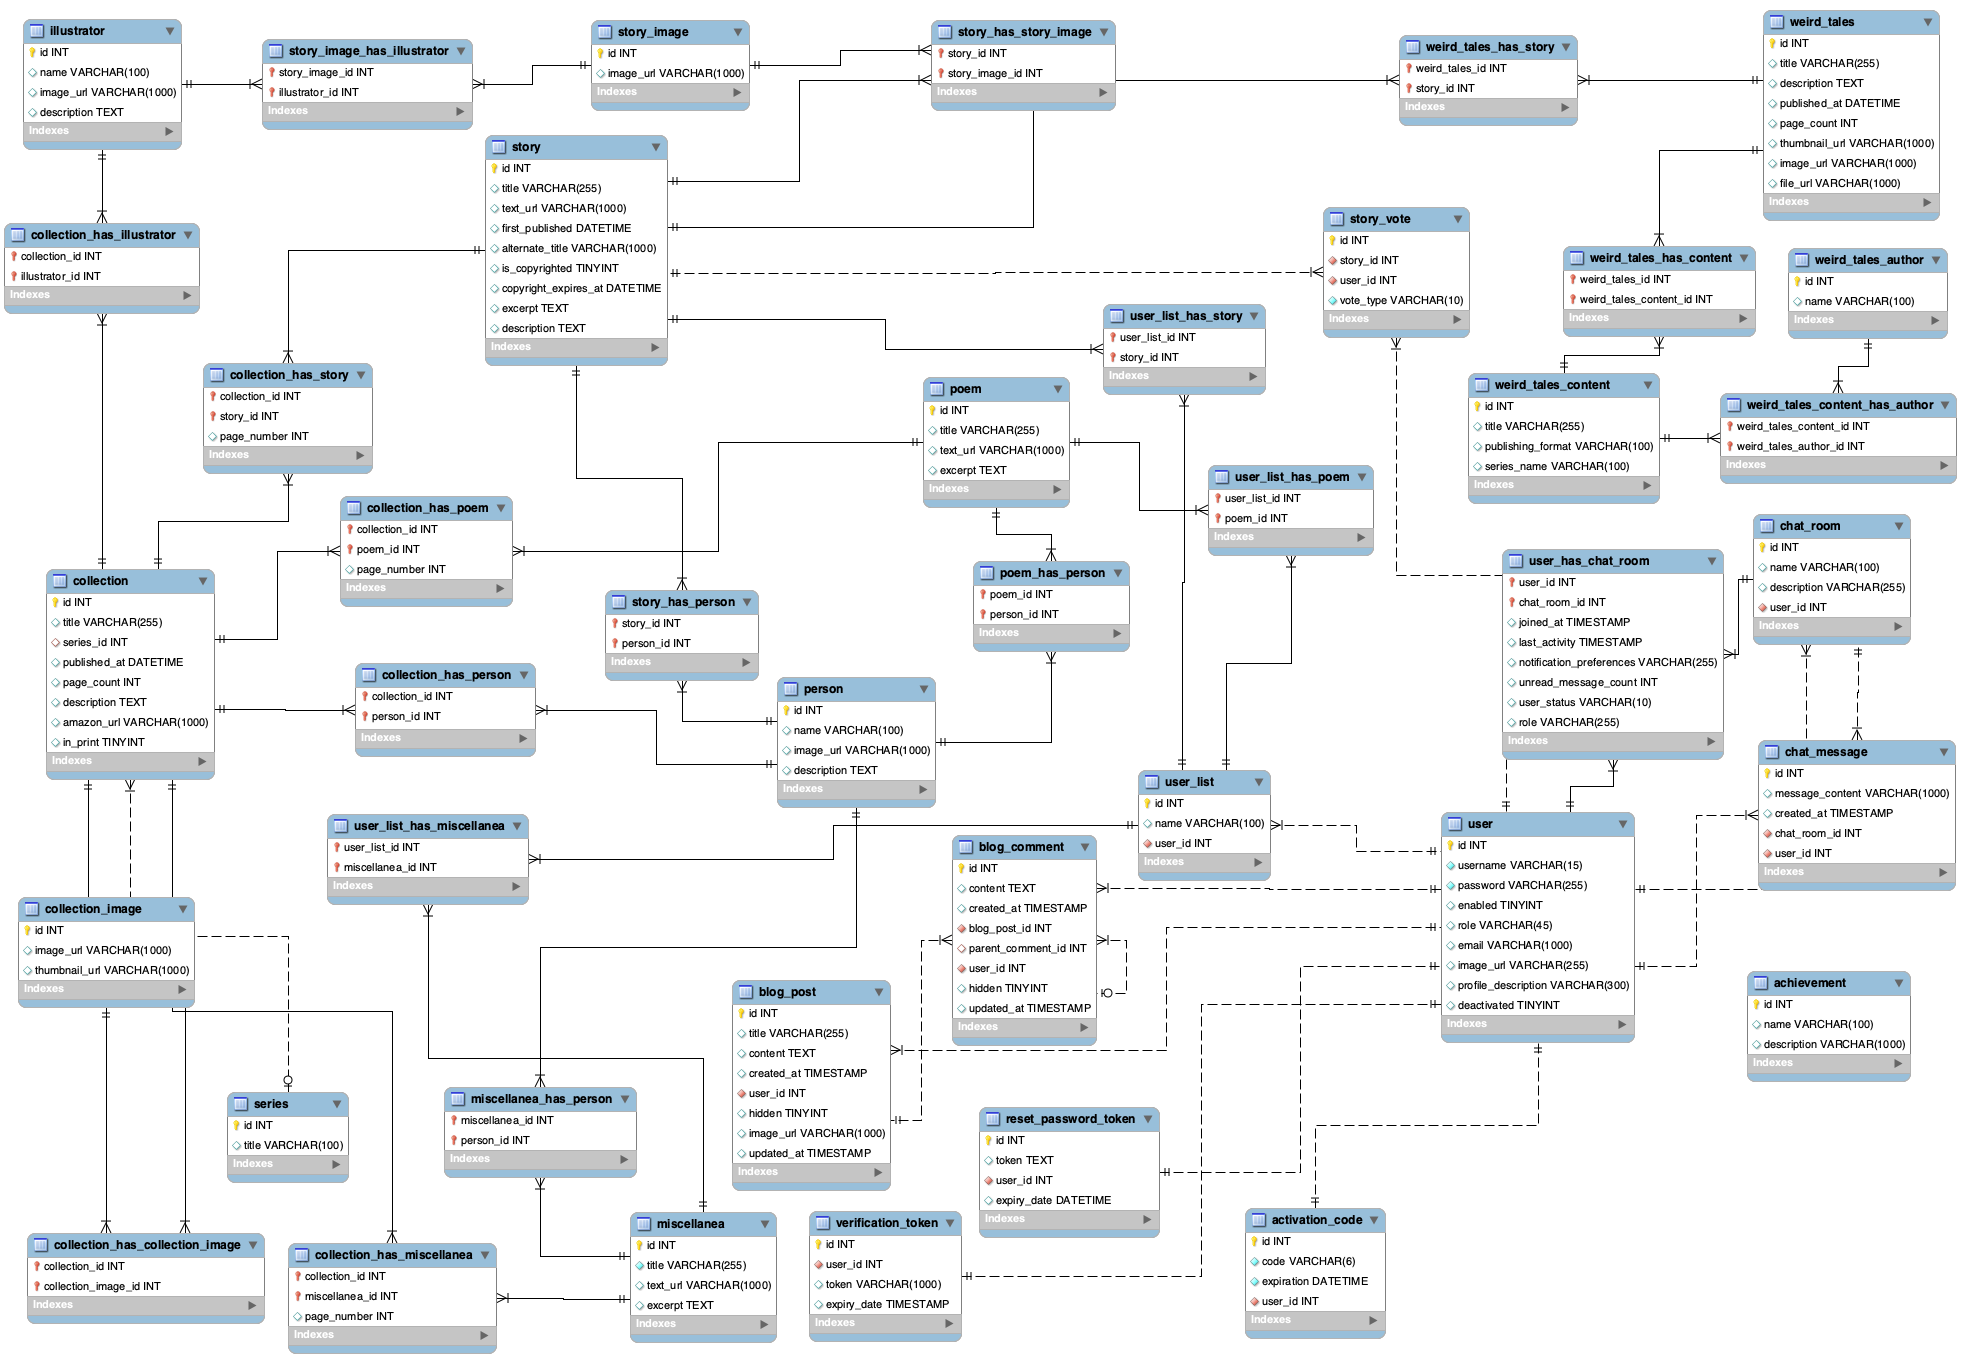 illustrator
id INT
name VARCHAR(100)
image_url VARCHAR(1000)
description TEXT
Indexes
story_image_has_illustrator
story_image_id INT
illustrator_id INT
Indexes
story_image
id INT
image_url VARCHAR(1000)
Indexes
story_has_story_image
story_id INT
story_image_id INT
Indexes
weird_tales_has_story
weird_tales_id INT
story_id INT
Indexes
weird_tales
id INT
title VARCHAR(255)
description TEXT
published_at DATETIME
page_count INT
thumbnail_url VARCHAR(1000)
image_url VARCHAR(1000)
file_url VARCHAR(1000)
Indexes
story
id INT
title VARCHAR(255)
text_url VARCHAR(1000)
first_published DATETIME
alternate_title VARCHAR(1000)
is_copyrighted TINYINT
copyright_expires_at DATETIME
excerpt TEXT
description TEXT
Indexes
collection_has_illustrator
collection_id INT
illustrator_id INT
Indexes
story_vote
id INT
story_id INT
user_id INT
vote_type VARCHAR(10)
Indexes
weird_tales_has_content
weird_tales_id INT
weird_tales_content_id INT
Indexes
weird_tales_author
id INT
name VARCHAR(100)
Indexes
user_list_has_story
user_list_id INT
story_id INT
Indexes
collection_has_story
collection_id INT
story_id INT
page_number INT
Indexes
poem
id INT
title VARCHAR(255)
text_url VARCHAR(1000)
excerpt TEXT
Indexes
weird_tales_content
id INT
title VARCHAR(255)
publishing_format VARCHAR(100)
series_name VARCHAR(100)
Indexes
weird_tales_content_has_author
weird_tales_content_id INT
weird_tales_author_id INT
Indexes
user_list_has_poem
user_list_id INT
poem_id INT
Indexes
collection_has_poem
collection_id INT
poem_id INT
page_number INT
Indexes
chat_room
id INT
name VARCHAR(100)
description VARCHAR(255)
user_id INT
Indexes
user_has_chat_room
user_id INT
chat_room_id INT
joined_at TIMESTAMP
last_activity TIMESTAMP
notification_preferences VARCHAR(255)
unread_message_count INT
user_status VARCHAR(10)
role VARCHAR(255)
Indexes
collection
id INT
title VARCHAR(255)
series_id INT
published_at DATETIME
page_count INT
description TEXT
amazon_url VARCHAR(1000)
in_print TINYINT
Indexes
story_has_person
story_id INT
person_id INT
Indexes
poem_has_person
poem_id INT
person_id INT
Indexes
collection_has_person
collection_id INT
person_id INT
Indexes
person
id INT
name VARCHAR(100)
image_url VARCHAR(1000)
description TEXT
Indexes
chat_message
id INT
message_content VARCHAR(1000)
created_at TIMESTAMP
chat_room_id INT
user_id INT
Indexes
user_list
id INT
name VARCHAR(100)
user_id INT
Indexes
user_list_has_miscellanea
user_list_id INT
miscellanea_id INT
Indexes
user
id INT
username VARCHAR(15)
password VARCHAR(255)
enabled TINYINT
role VARCHAR(45)
email VARCHAR(1000)
image_url VARCHAR(255)
profile_description VARCHAR(300)
deactivated TINYINT
Indexes
blog_comment
id INT
content TEXT
created_at TIMESTAMP
blog_post_id INT
parent_comment_id INT
user_id INT
hidden TINYINT
updated_at TIMESTAMP
Indexes
collection_image
id INT
image_url VARCHAR(1000)
thumbnail_url VARCHAR(1000)
Indexes
blog_post
id INT
title VARCHAR(255)
content TEXT
created_at TIMESTAMP
user_id INT
hidden TINYINT
image_url VARCHAR(1000)
updated_at TIMESTAMP
Indexes
achievement
id INT
name VARCHAR(100)
description VARCHAR(1000)
Indexes
series
id INT
title VARCHAR(100)
Indexes
miscellanea_has_person
miscellanea_id INT
person_id INT
Indexes
reset_password_token
id INT
token TEXT
user_id INT
expiry_date DATETIME
Indexes
collection_has_collection_image
collection_id INT
collection_image_id INT
Indexes
collection_has_miscellanea
collection_id INT
miscellanea_id INT
page_number INT
Indexes
miscellanea
id INT
title VARCHAR(255)
text_url VARCHAR(1000)
excerpt TEXT
Indexes
verification_token
id INT
user_id INT
token VARCHAR(1000)
expiry_date TIMESTAMP
Indexes
activation_code
id INT
code VARCHAR(6)
expiration DATETIME
user_id INT
Indexes